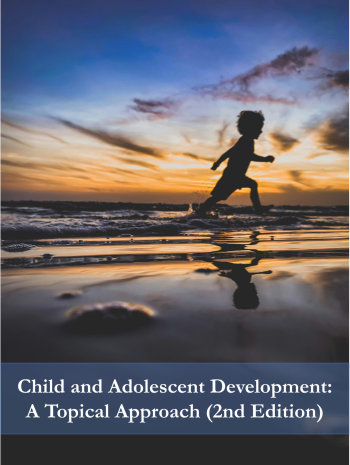 Child and Adolescent Development:
A Topical Approach (2nd Edition)